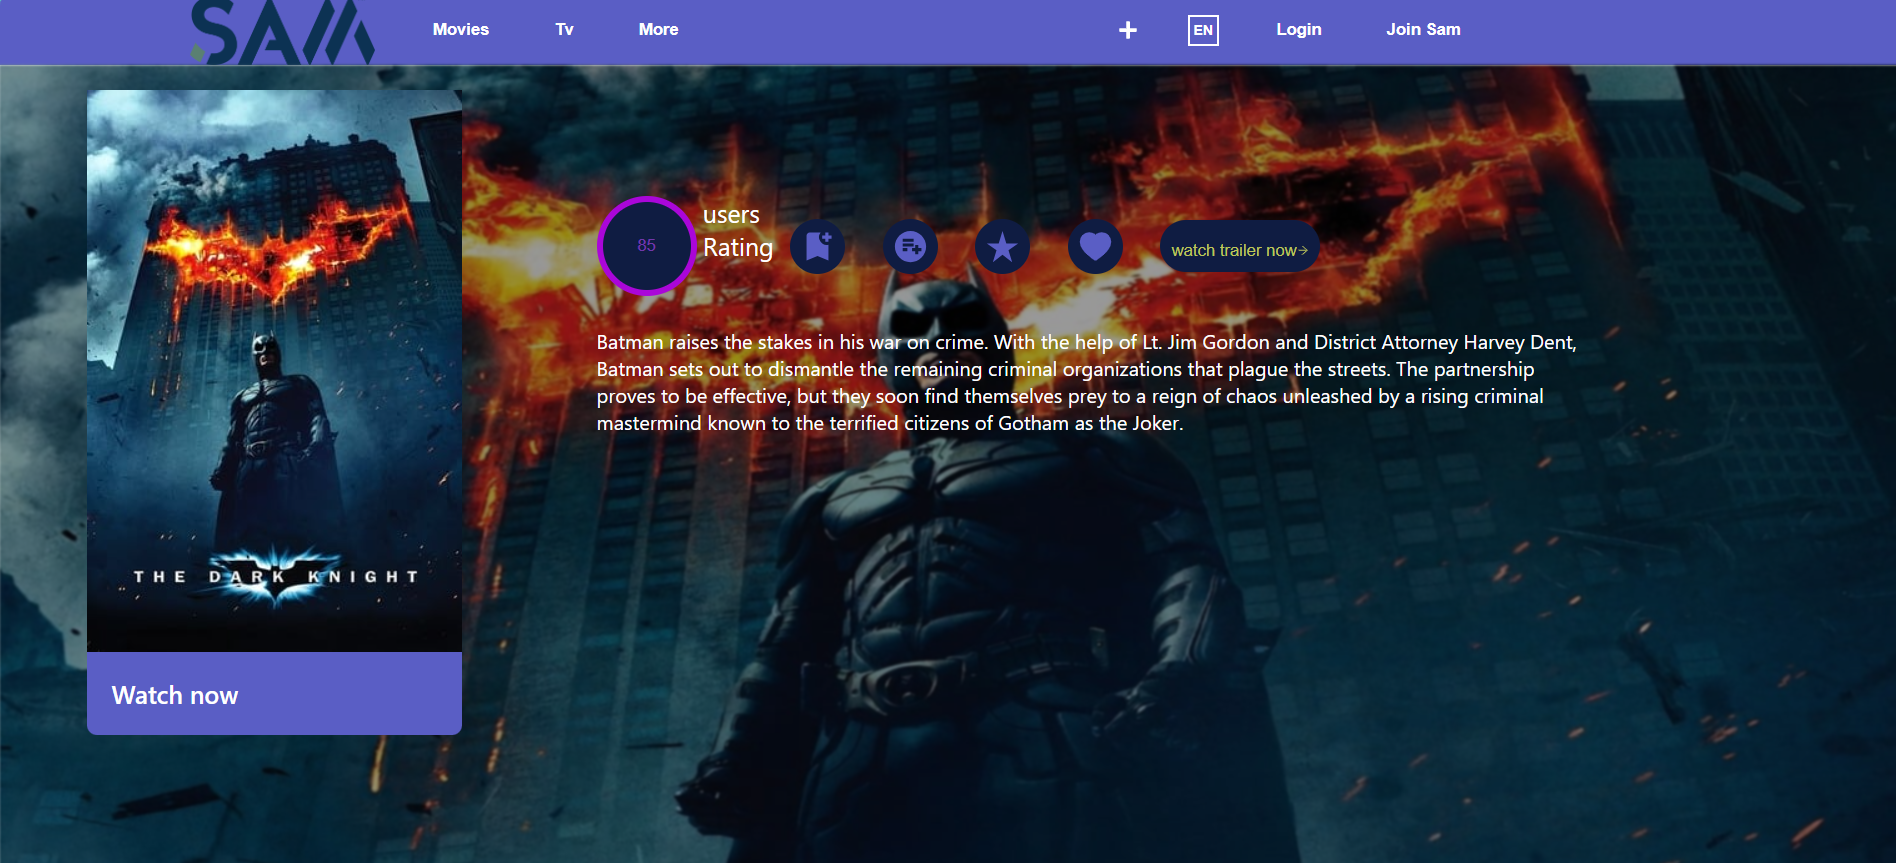 SAM
Movies
Tv
More
EN
Login
Join Sam
THE DARK KNIGHT
Watch now
85
users
Rating
watch trailer now→
Batman raises the stakes in his war on crime. With the help of Lt. Jim Gordon and District Attorney Harvey Dent,
Batman sets out to dismantle the remaining criminal organizations that plague the streets. The partnership
proves to be effective, but they soon find themselves prey to a reign of chaos unleashed by a rising criminal
mastermind known to the terrified citizens of Gotham as the Joker.